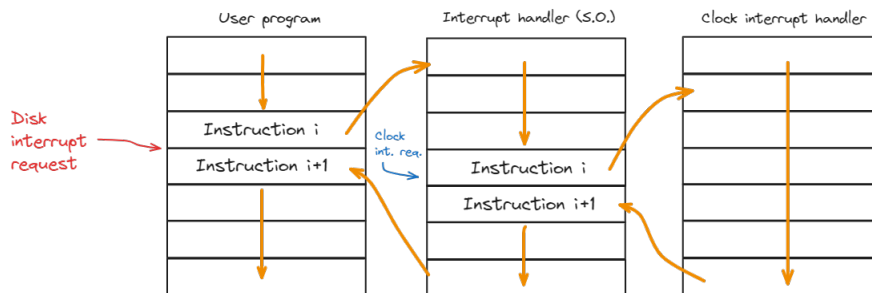 User program
Interrupt handler (S.O.)
Clock interrupt handler
Disk
interrupt
request
Instruction i
Instruction i+1
Clock
int. req.
Instruction i
Instruction i+1